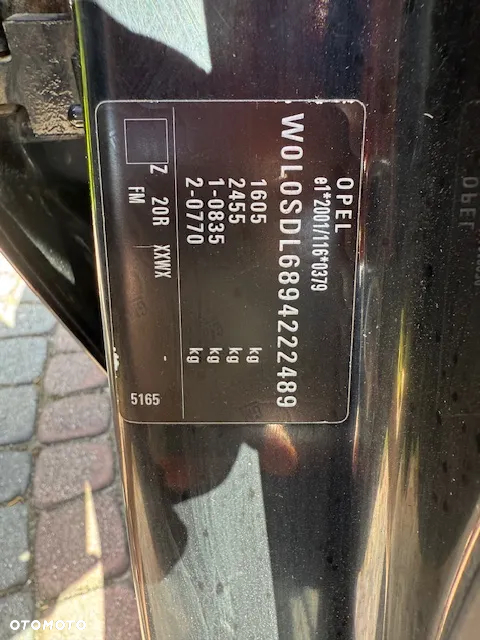 OPEL
e1*2001/116*0379
W0L0SDL6894222489
1605 kg
2455 kg
1-0835 kg
2-0770 kg
Z 20R XXWX
FM
5165
OTOMOTO